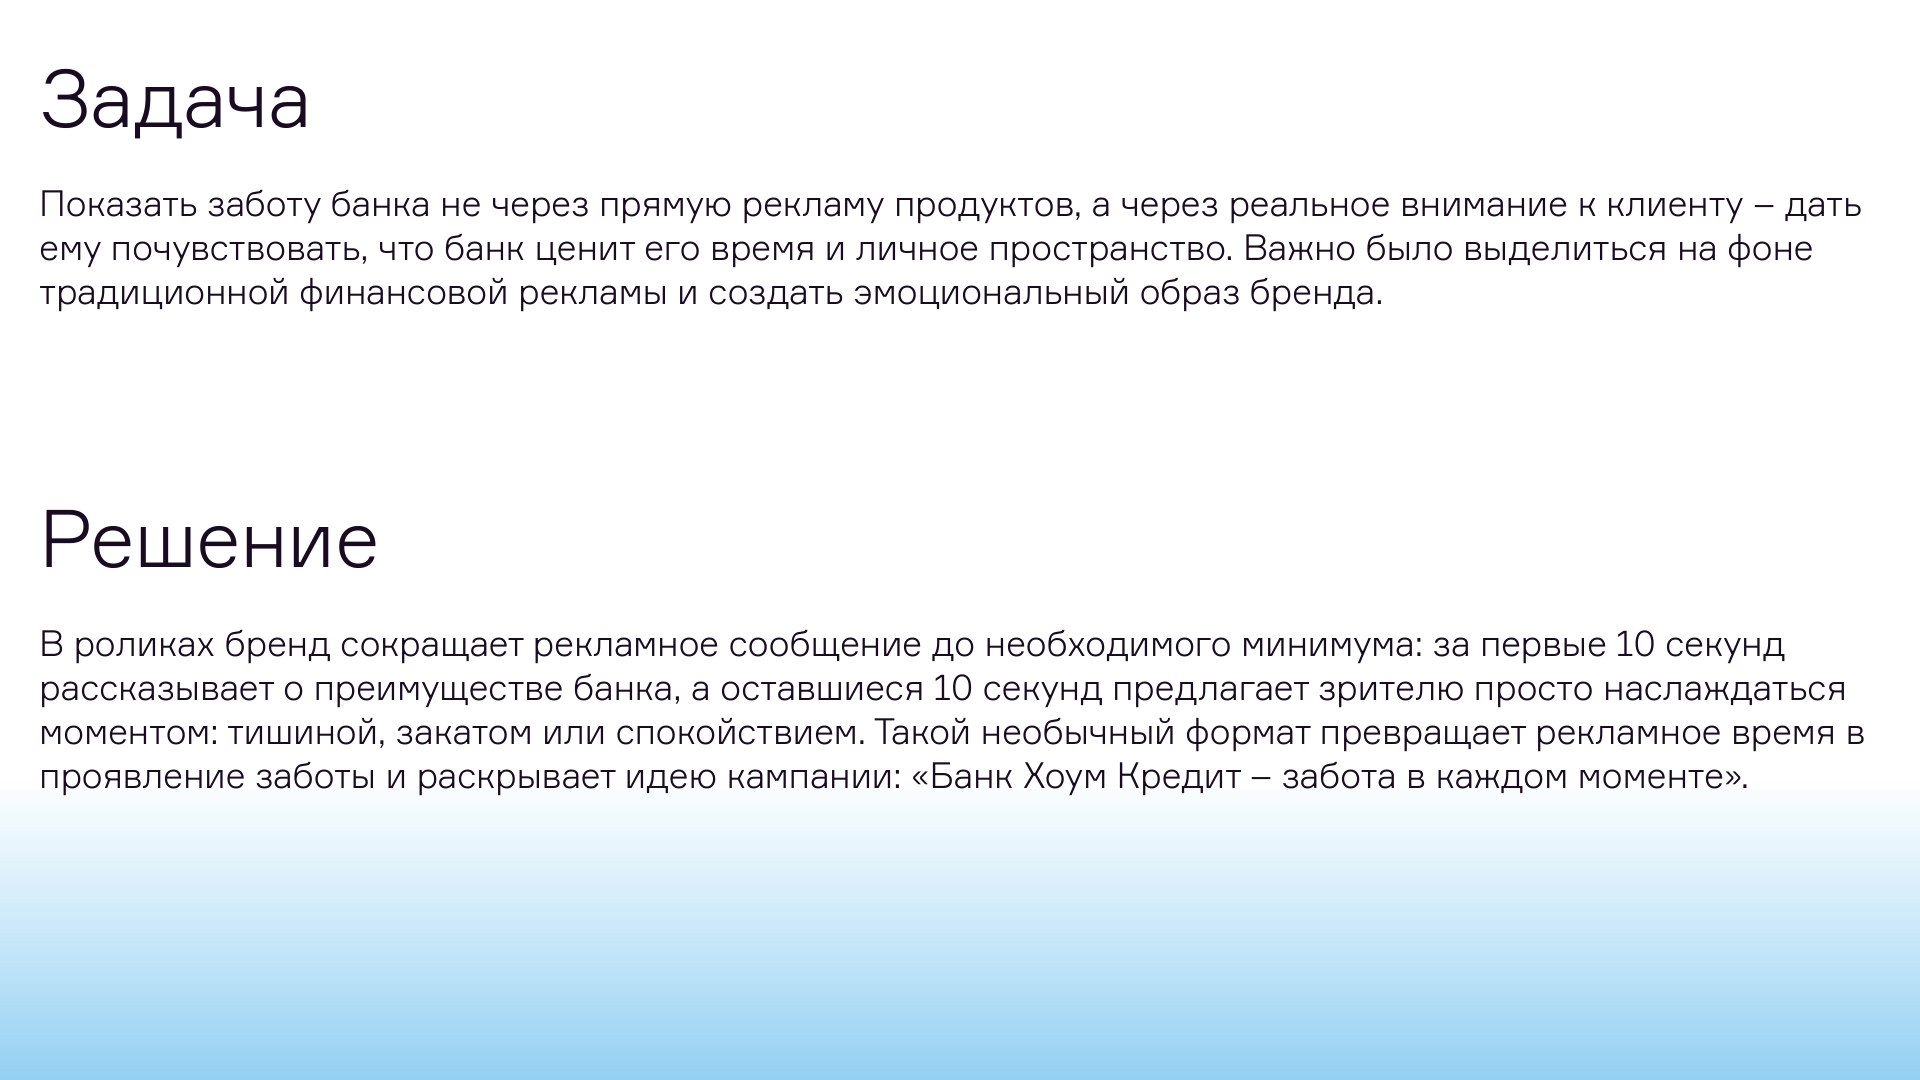 Задача
Показать заботу банка не через прямую рекламу продуктов, а через реальное внимание к клиенту – дать
ему почувствовать, что банк ценит его время и личное пространство. Важно было выделиться на фоне
традиционной финансовой рекламы и создать эмоциональный образ бренда.
Решение
В роликах бренд сокращает рекламное сообщение до необходимого минимума: за первые 10 секунд
рассказывает о преимуществе банка, а оставшиеся 10 секунд предлагает зрителю просто наслаждаться
моментом: тишиной, закатом или спокойствием. Такой необычный формат превращает рекламное время в
проявление заботы и раскрывает идею кампании: «Банк Хоум Кредит – забота в каждом моменте».